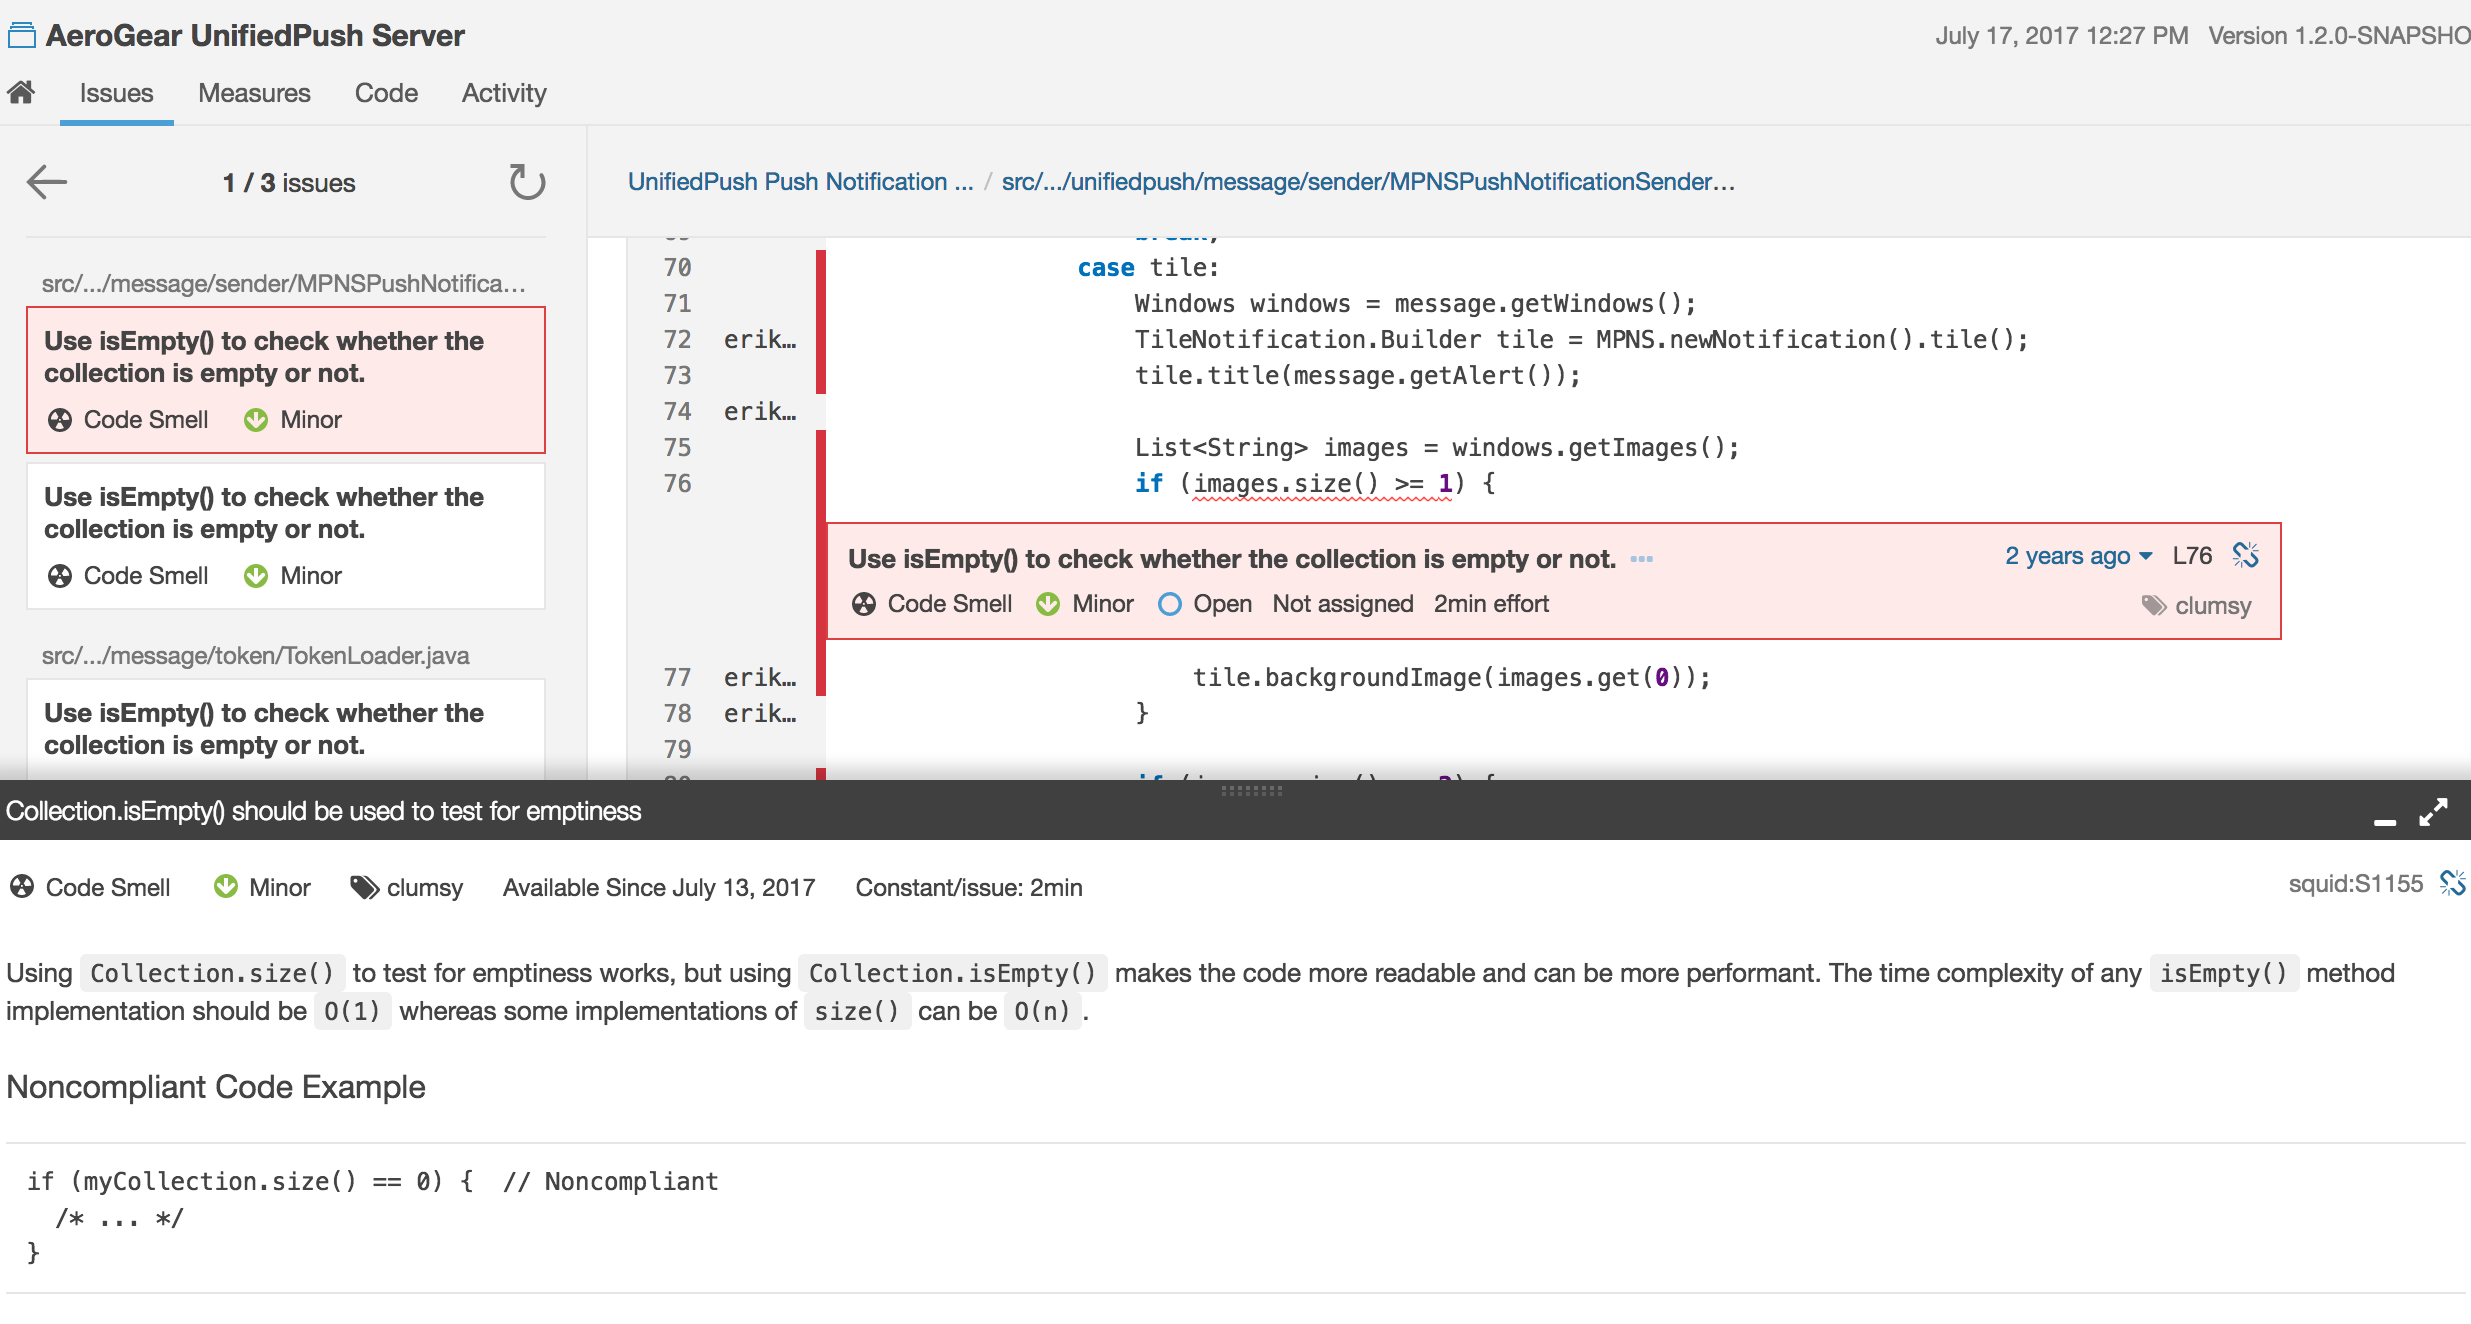 AeroGear UnifiedPush Server
July 17, 2017 12:27 PM Version 1.2.0-SNAPSHO
Issues Measures Code Activity
1 / 3 issues
UnifiedPush Push Notification ... / src/.../unifiedpush/message/sender/MPNSPushNotificationSender...
src/.../message/sender/MPNSPushNotifica...
Use isEmpty() to check whether the
collection is empty or not.
Code Smell Minor
Use isEmpty() to check whether the
collection is empty or not.
Code Smell Minor
src/.../message/token/TokenLoader.java
Use isEmpty() to check whether the
collection is empty or not.
70 case tile:
71 Windows windows = message.getWindows();
72 erik... TileNotification.Builder tile = MPNS.newNotification().tile();
73 tile.title(message.getAlert());
74 erik...
75 List<String> images = windows.getImages();
76 if (images.size() >= 1) {
Use isEmpty() to check whether the collection is empty or not. ... 2 years ago L76
Code Smell Minor Open Not assigned 2min effort clumsy
77 erik... tile.backgroundImage(images.get(0));
78 erik... }
79
Collection.isEmpty() should be used to test for emptiness
Code Smell Minor clumsy Available Since July 13, 2017 Constant/issue: 2min squid:S1155
Using Collection.size() to test for emptiness works, but using Collection.isEmpty() makes the code more readable and can be more performant. The time complexity of any isEmpty() method
implementation should be O(1) whereas some implementations of size() can be O(n).
Noncompliant Code Example
if (myCollection.size() == 0) { // Noncompliant
/* ... */
}